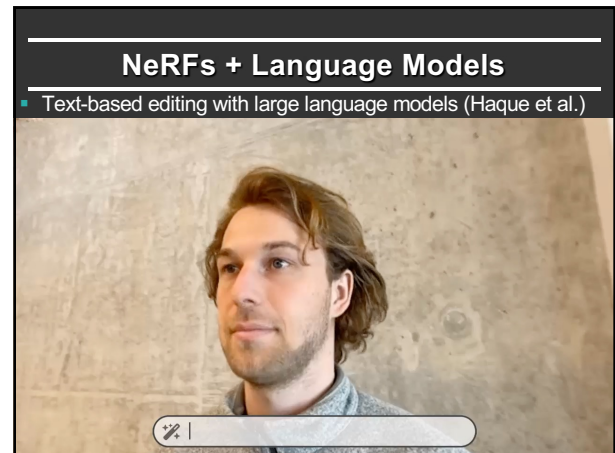 NeRFs + Language Models
Text-based editing with large language models (Haque et al.)